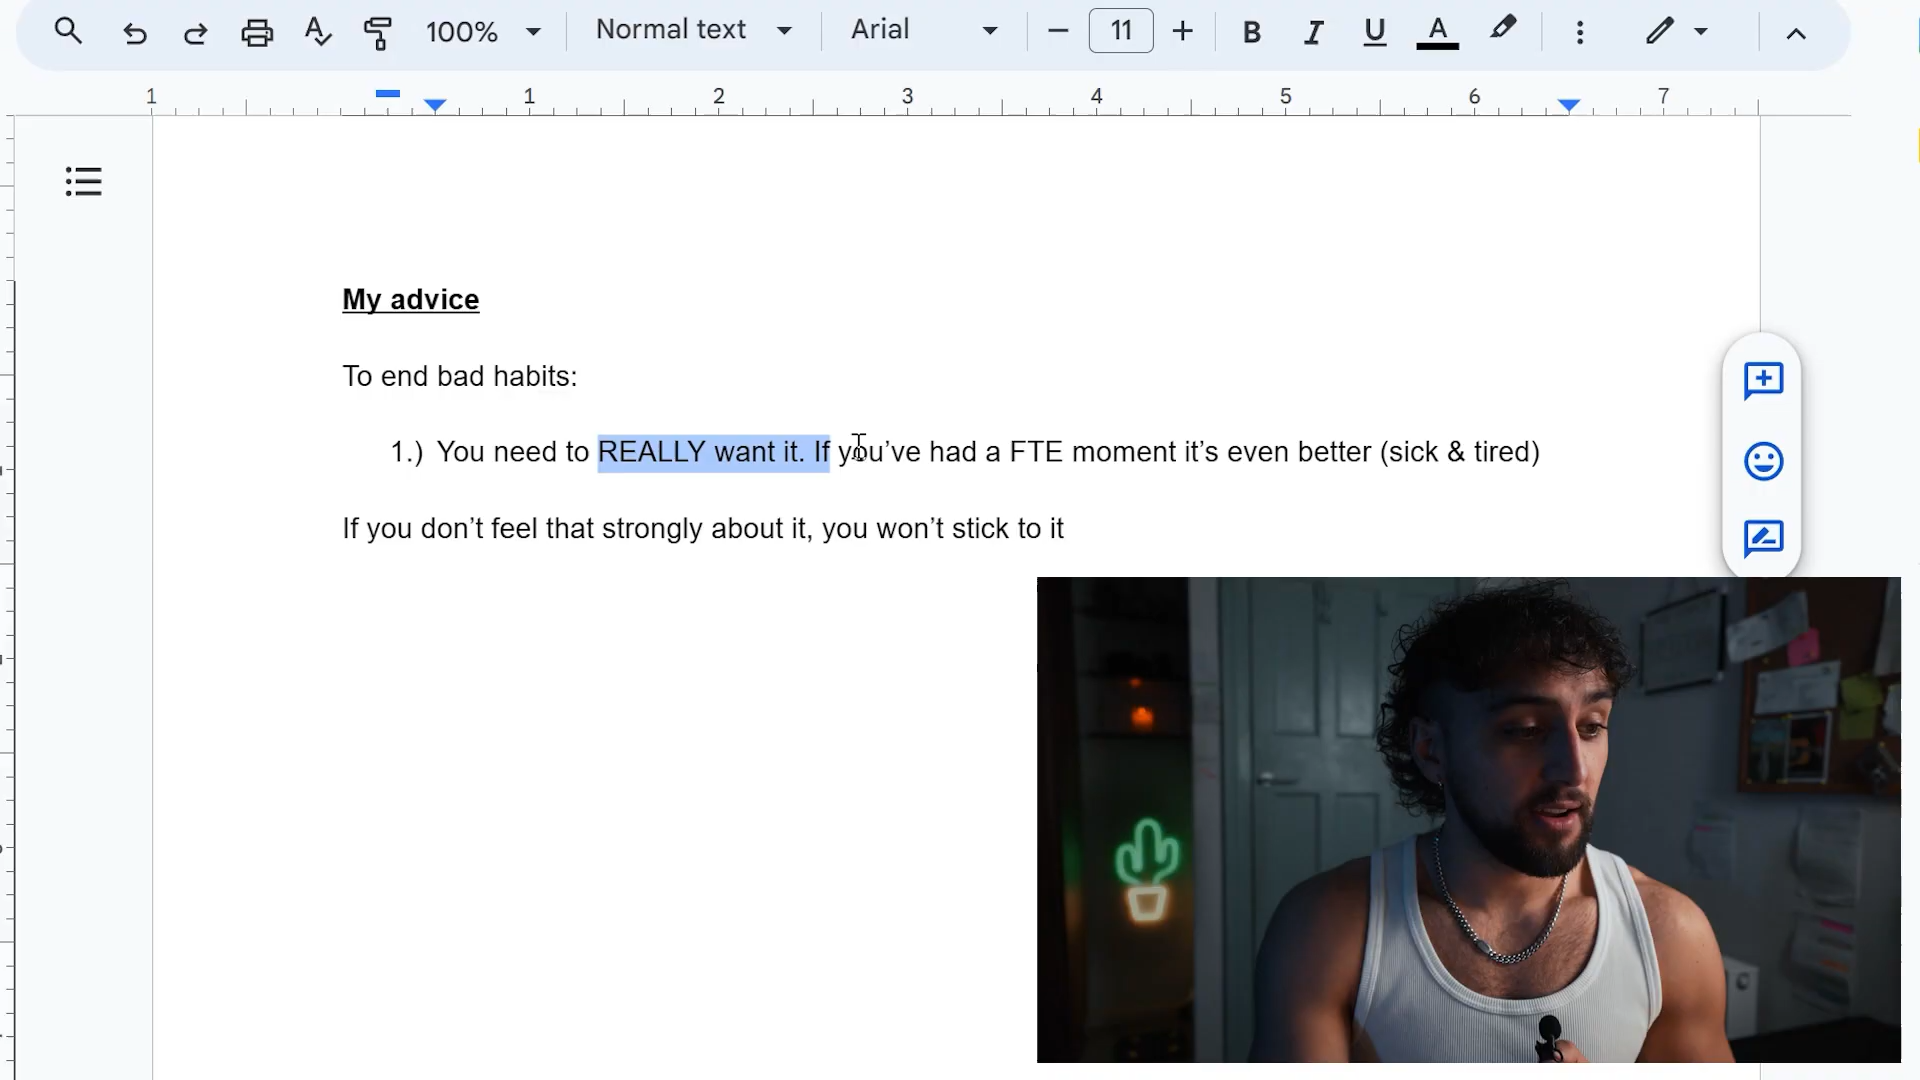 100%
Normal text
Arial
11
B
I
U
A
1
1
2
3
4
5
6
7
My advice
To end bad habits:
1.) You need to REALLY want it. If you’ve had a FTE moment it’s even better (sick & tired)
If you don’t feel that strongly about it, you won’t stick to it